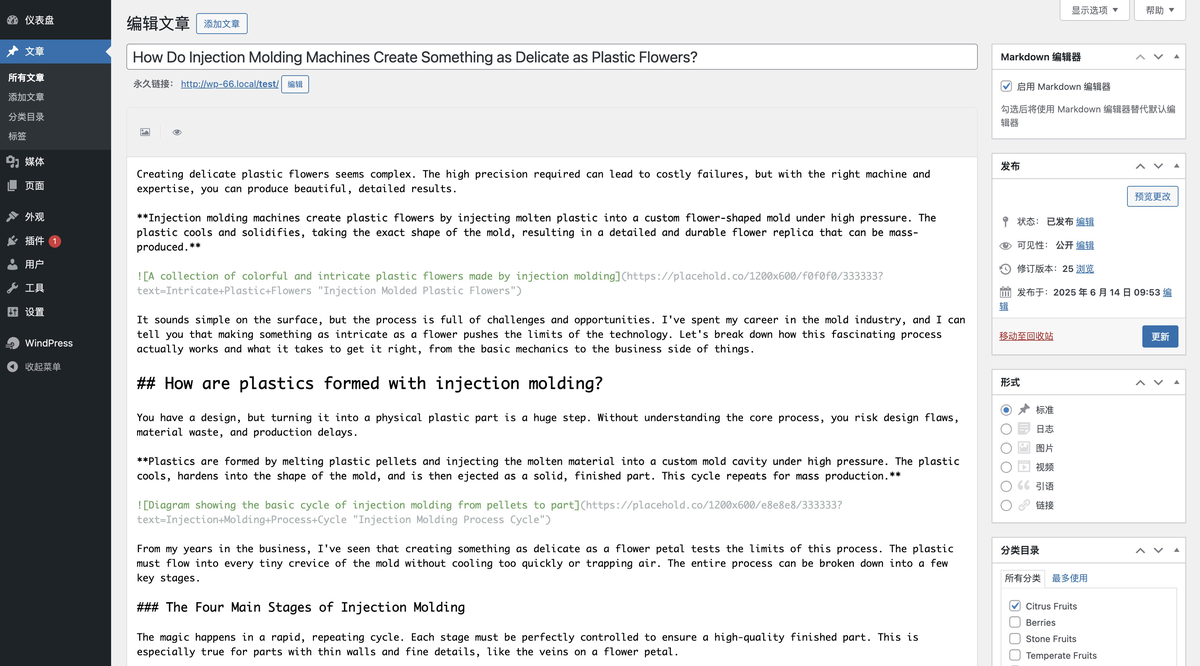 仪表盘
文章
所有文章
添加文章
分类目录
标签
媒体
页面
外观
插件 1
用户
工具
设置
WindPress
收起菜单
显示选项
帮助
编辑文章 添加文章
How Do Injection Molding Machines Create Something as Delicate as Plastic Flowers?
永久链接： http://wp-66.local/test/ 编辑
Creating delicate plastic flowers seems complex. The high precision required can lead to costly failures, but with the right machine and
expertise, you can produce beautiful, detailed results.
**Injection molding machines create plastic flowers by injecting molten plastic into a custom flower-shaped mold under high pressure. The
plastic cools and solidifies, taking the exact shape of the mold, resulting in a detailed and durable flower replica that can be mass-
produced.**
![A collection of colorful and intricate plastic flowers made by injection molding](https://placehold.co/1200x600/f0f0f0/333333?
text=Intricate+Plastic+Flowers "Injection Molded Plastic Flowers")
It sounds simple on the surface, but the process is full of challenges and opportunities. I've spent my career in the mold industry, and I can
tell you that making something as intricate as a flower pushes the limits of the technology. Let's break down how this fascinating process
actually works and what it takes to get it right, from the basic mechanics to the business side of things.
## How are plastics formed with injection molding?
You have a design, but turning it into a physical plastic part is a huge step. Without understanding the core process, you risk design flaws,
material waste, and production delays.
**Plastics are formed by melting plastic pellets and injecting the molten material into a custom mold cavity under high pressure. The plastic
cools, hardens into the shape of the mold, and is then ejected as a solid, finished part. This cycle repeats for mass production.**
![Diagram showing the basic cycle of injection molding from pellets to part](https://placehold.co/1200x600/e8e8e8/333333?
text=Injection+Molding+Process+Cycle "Injection Molding Process Cycle")
From my years in the business, I've seen that creating something as delicate as a flower petal tests the limits of this process. The plastic
must flow into every tiny crevice of the mold without cooling too quickly or trapping air. The entire process can be broken down into a few
key stages.
### The Four Main Stages of Injection Molding
The magic happens in a rapid, repeating cycle. Each stage must be perfectly controlled to ensure a high-quality finished part. This is
especially true for parts with thin walls and fine details, like the veins on a flower petal.
Markdown 编辑器
启用 Markdown 编辑器
勾选后将使用 Markdown 编辑器替代默认编
辑器
发布
预览更改
状态： 已发布 编辑
可见性： 公开 编辑
修订版本： 25 浏览
发布于： 2025 年 6 月 14 日 09:53 编
辑
移动至回收站
更新
形式
标准
日志
图片
视频
引语
链接
分类目录
所有分类 最多使用
Citrus Fruits
Berries
Stone Fruits
Temperate Fruits